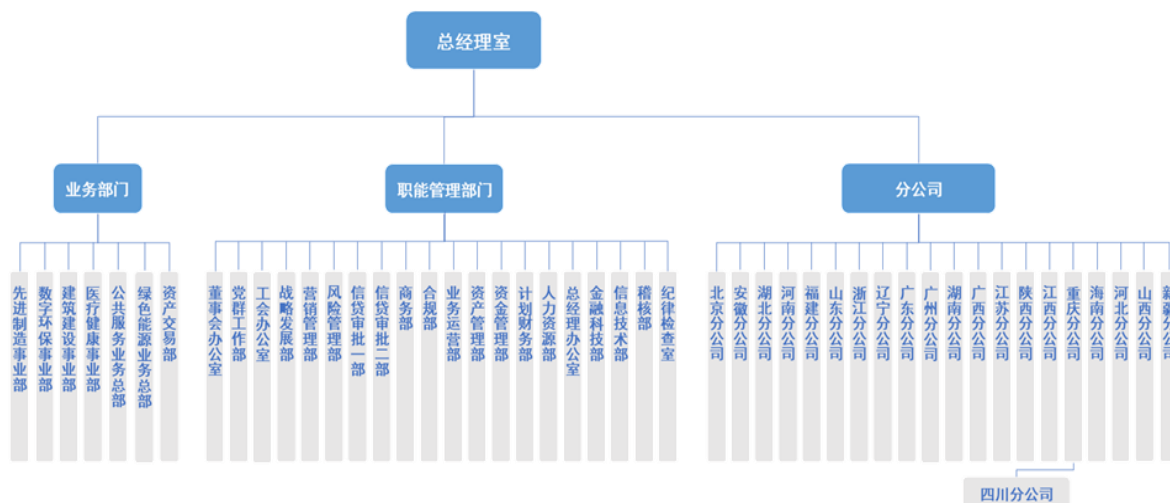 总经理室
业务部门
职能管理部门
分公司
先进制造事业部
数字环保事业部
建筑建设事业部
医疗健康事业部
公共服务业务总部
绿色能源业务总部
资产交易部
董事会办公室
党群工作部
工会办公室
战略发展部
营销管理部
风险管理部
信贷审批一部
信贷审批二部
商务部
合规部
业务运营部
资产管理部
资金管理部
计划财务部
人力资源部
总经理办公室
金融科技部
信息技术部
稽核部
纪律检查室
北京分公司
安徽分公司
湖北分公司
河南分公司
福建分公司
山东分公司
浙江分公司
辽宁分公司
广东分公司
广州分公司
湖南分公司
广西分公司
江苏分公司
陕西分公司
江西分公司
重庆分公司
海南分公司
河北分公司
山西分公司
新疆分公司
四川分公司